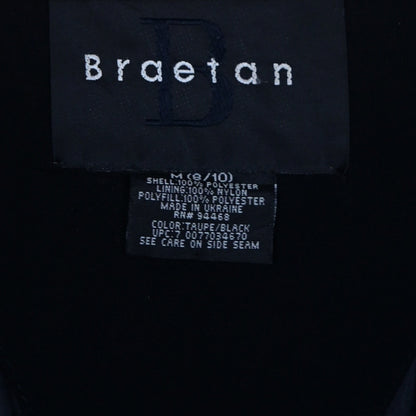 B
Braetan
M (8/10)
SHELL:100% POLYESTER
LINING:100% NYLON
POLYFILL:100% POLYESTER
MADE IN UKRAINE
RN# 94468
COLOR:TAUPE/BLACK
UPC:7 0077034670
SEE CARE ON SIDE SEAM